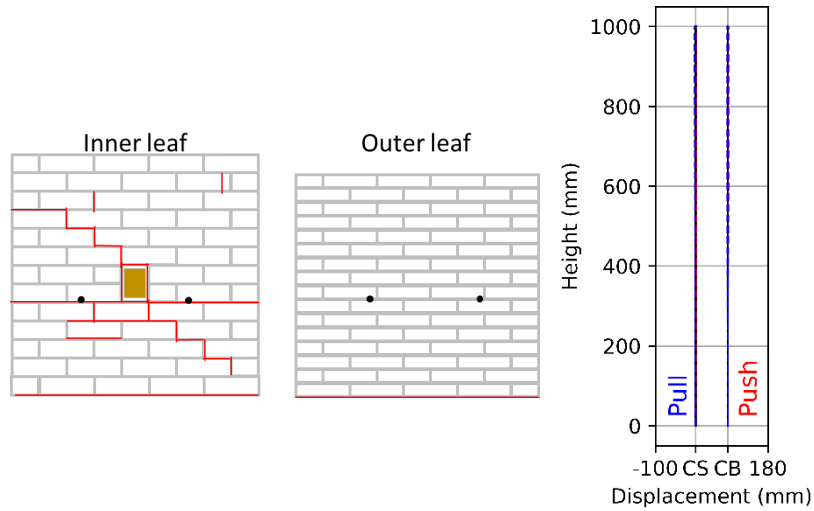 Inner leaf
Outer leaf
Height (mm)
1000
800
600
400
200
0
Pull
Push
-100 CS CB 180
Displacement (mm)